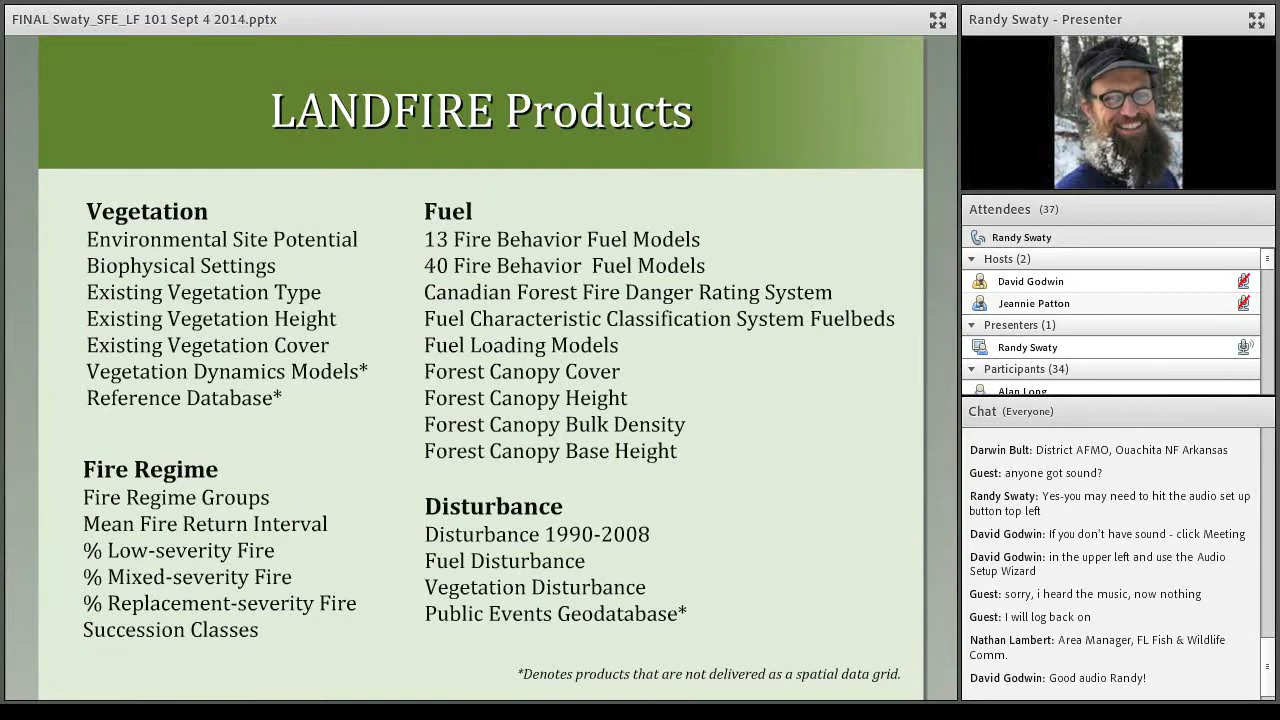 FINAL Swaty_SFE_LF 101 Sept 4 2014.pptx
LANDFIRE Products
Vegetation
Environmental Site Potential
Biophysical Settings
Existing Vegetation Type
Existing Vegetation Height
Existing Vegetation Cover
Vegetation Dynamics Models*
Reference Database*
Fire Regime
Fire Regime Groups
Mean Fire Return Interval
% Low-severity Fire
% Mixed-severity Fire
% Replacement-severity Fire
Succession Classes
Fuel
13 Fire Behavior Fuel Models
40 Fire Behavior  Fuel Models
Canadian Forest Fire Danger Rating System
Fuel Characteristic Classification System Fuelbeds
Fuel Loading Models
Forest Canopy Cover
Forest Canopy Height
Forest Canopy Bulk Density
Forest Canopy Base Height
Disturbance
Disturbance 1990-2008
Fuel Disturbance
Vegetation Disturbance
Public Events Geodatabase*
*Denotes products that are not delivered as a spatial data grid.
Randy Swaty - Presenter
Attendees (37)
Randy Swaty
Hosts (2)
David Godwin
Jeannie Patton
Presenters (1)
Randy Swaty
Participants (34)
Alan Long
Chat (Everyone)
Darwin Bult: District AFMO, Ouachita NF Arkansas
Guest: anyone got sound?
Randy Swaty: Yes-you may need to hit the adio set up
button top left
David Godwin: If you don't have sound - click Meeting
David Godwin: in the upper left and use the Audio
Setup Wizard
Guest: sorry, i heard the music, now nothing
Guest: I will log back on
Nathan Lambert: Area Manager, FL Fish & Wildlife
Comm.
David Godwin: Good audio Randy!